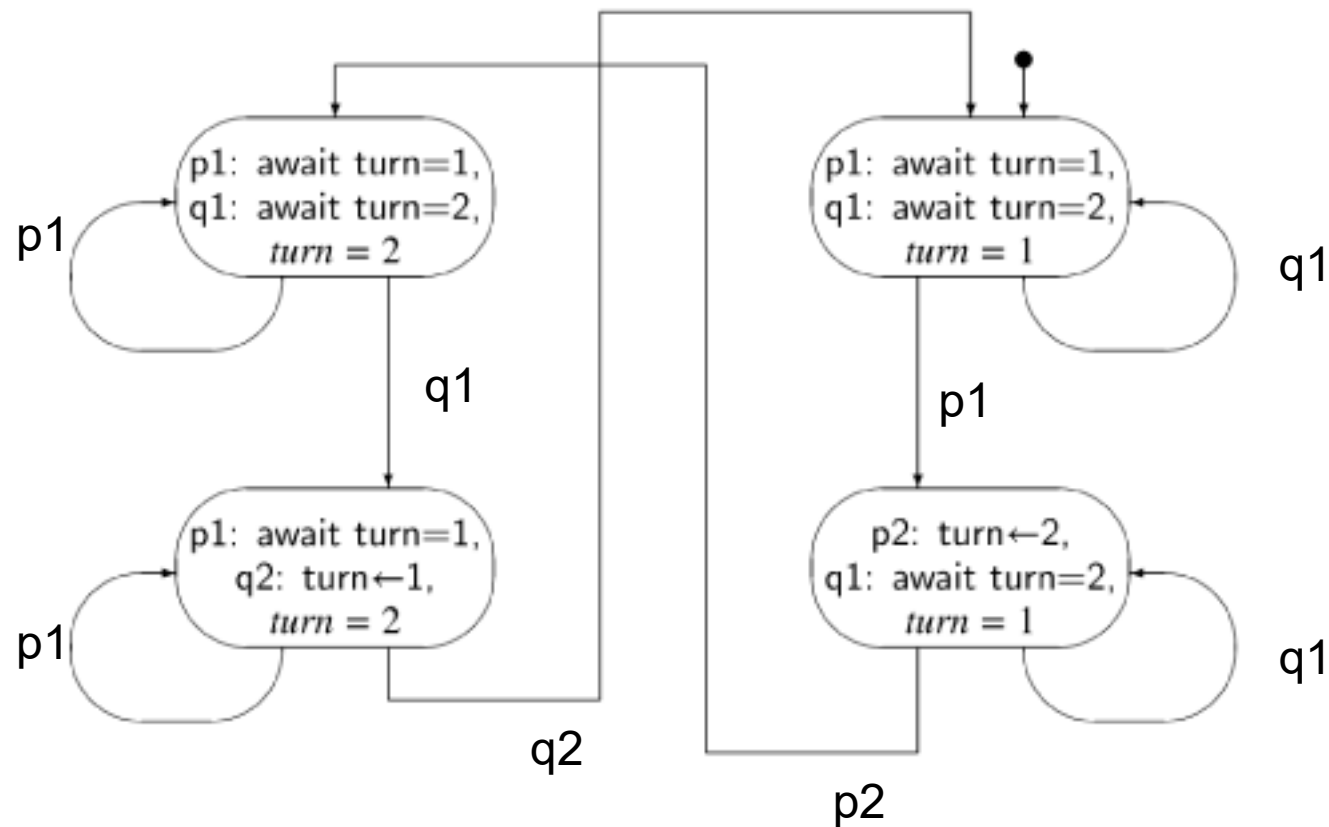 p1: await turn=1,
q1: await turn=2,
turn = 2
p1: await turn=1,
q1: await turn=2,
turn = 1
p1
q1
q1
p1
p1: await turn=1,
q2: turn←1,
turn = 2
p2: turn←2,
q1: await turn=2,
turn = 1
p1
q1
q2
p2